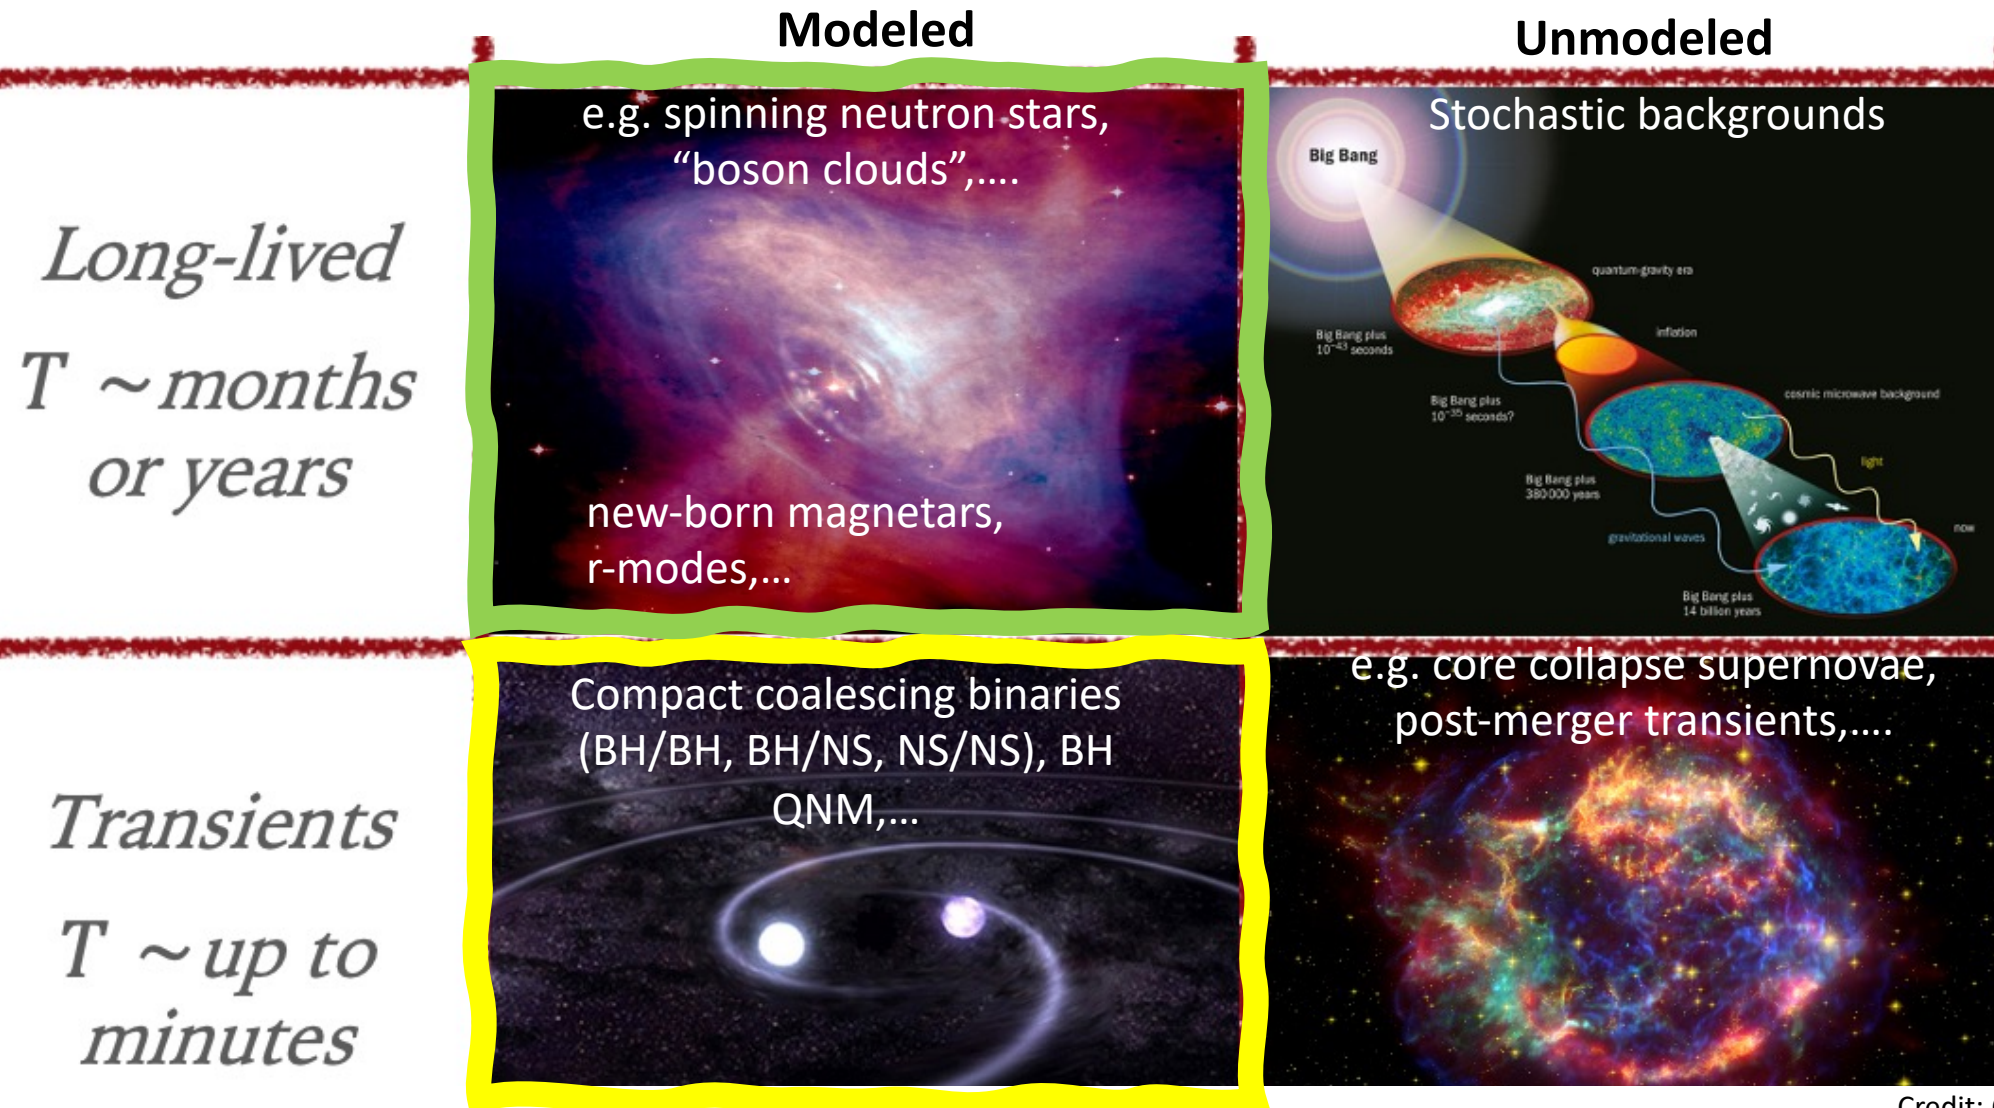 Modeled
Unmodeled
Long-lived
T ~ months
or years
e.g. spinning neutron stars,
“boson clouds”,....
new-born magnetars,
r-modes,...
Stochastic backgrounds
Big Bang
quantum-gravity era
Big Bang plus
10⁻⁴³ seconds
inflation
Big Bang plus
10⁻³⁵ seconds?
cosmic microwave background
light
Big Bang plus
380 000 years
gravitational waves
now
Big Bang plus
14 billion years
Transients
T ~ up to
minutes
Compact coalescing binaries
(BH/BH, BH/NS, NS/NS), BH
QNM,...
e.g. core collapse supernovae,
post-merger transients,....
Credit: